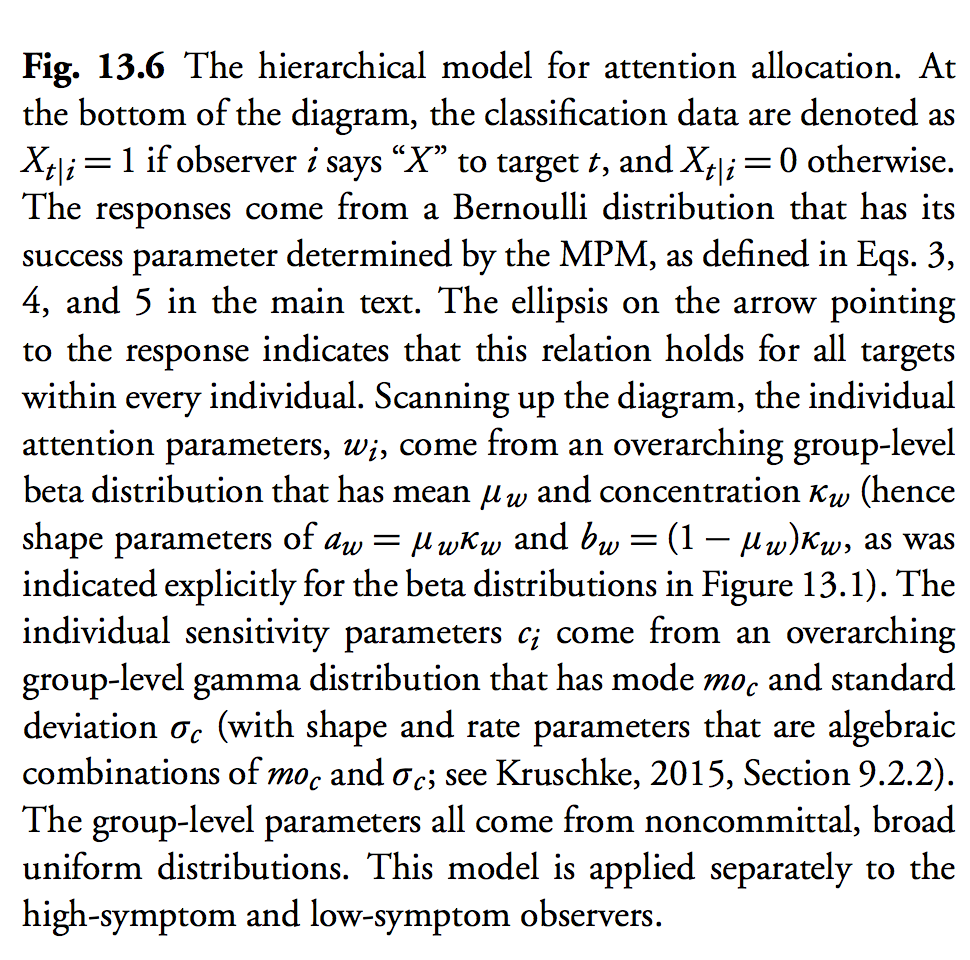 Fig. 13.6 The hierarchical model for attention allocation. At
the bottom of the diagram, the classification data are denoted as
X_{t|i} = 1 if observer i says “X” to target t, and X_{t|i} = 0 otherwise.
The responses come from a Bernoulli distribution that has its
success parameter determined by the MPM, as defined in Eqs. 3,
4, and 5 in the main text. The ellipsis on the arrow pointing
to the response indicates that this relation holds for all targets
within every individual. Scanning up the diagram, the individual
attention parameters, w_i, come from an overarching group-level
beta distribution that has mean μ_w and concentration κ_w (hence
shape parameters of a_w = μ_wκ_w and b_w = (1 − μ_w)κ_w, as was
indicated explicitly for the beta distributions in Figure 13.1). The
individual sensitivity parameters c_i come from an overarching
group-level gamma distribution that has mode mo_c and standard
deviation σ_c (with shape and rate parameters that are algebraic
combinations of mo_c and σ_c; see Kruschke, 2015, Section 9.2.2).
The group-level parameters all come from noncommittal, broad
uniform distributions. This model is applied separately to the
high-symptom and low-symptom observers.